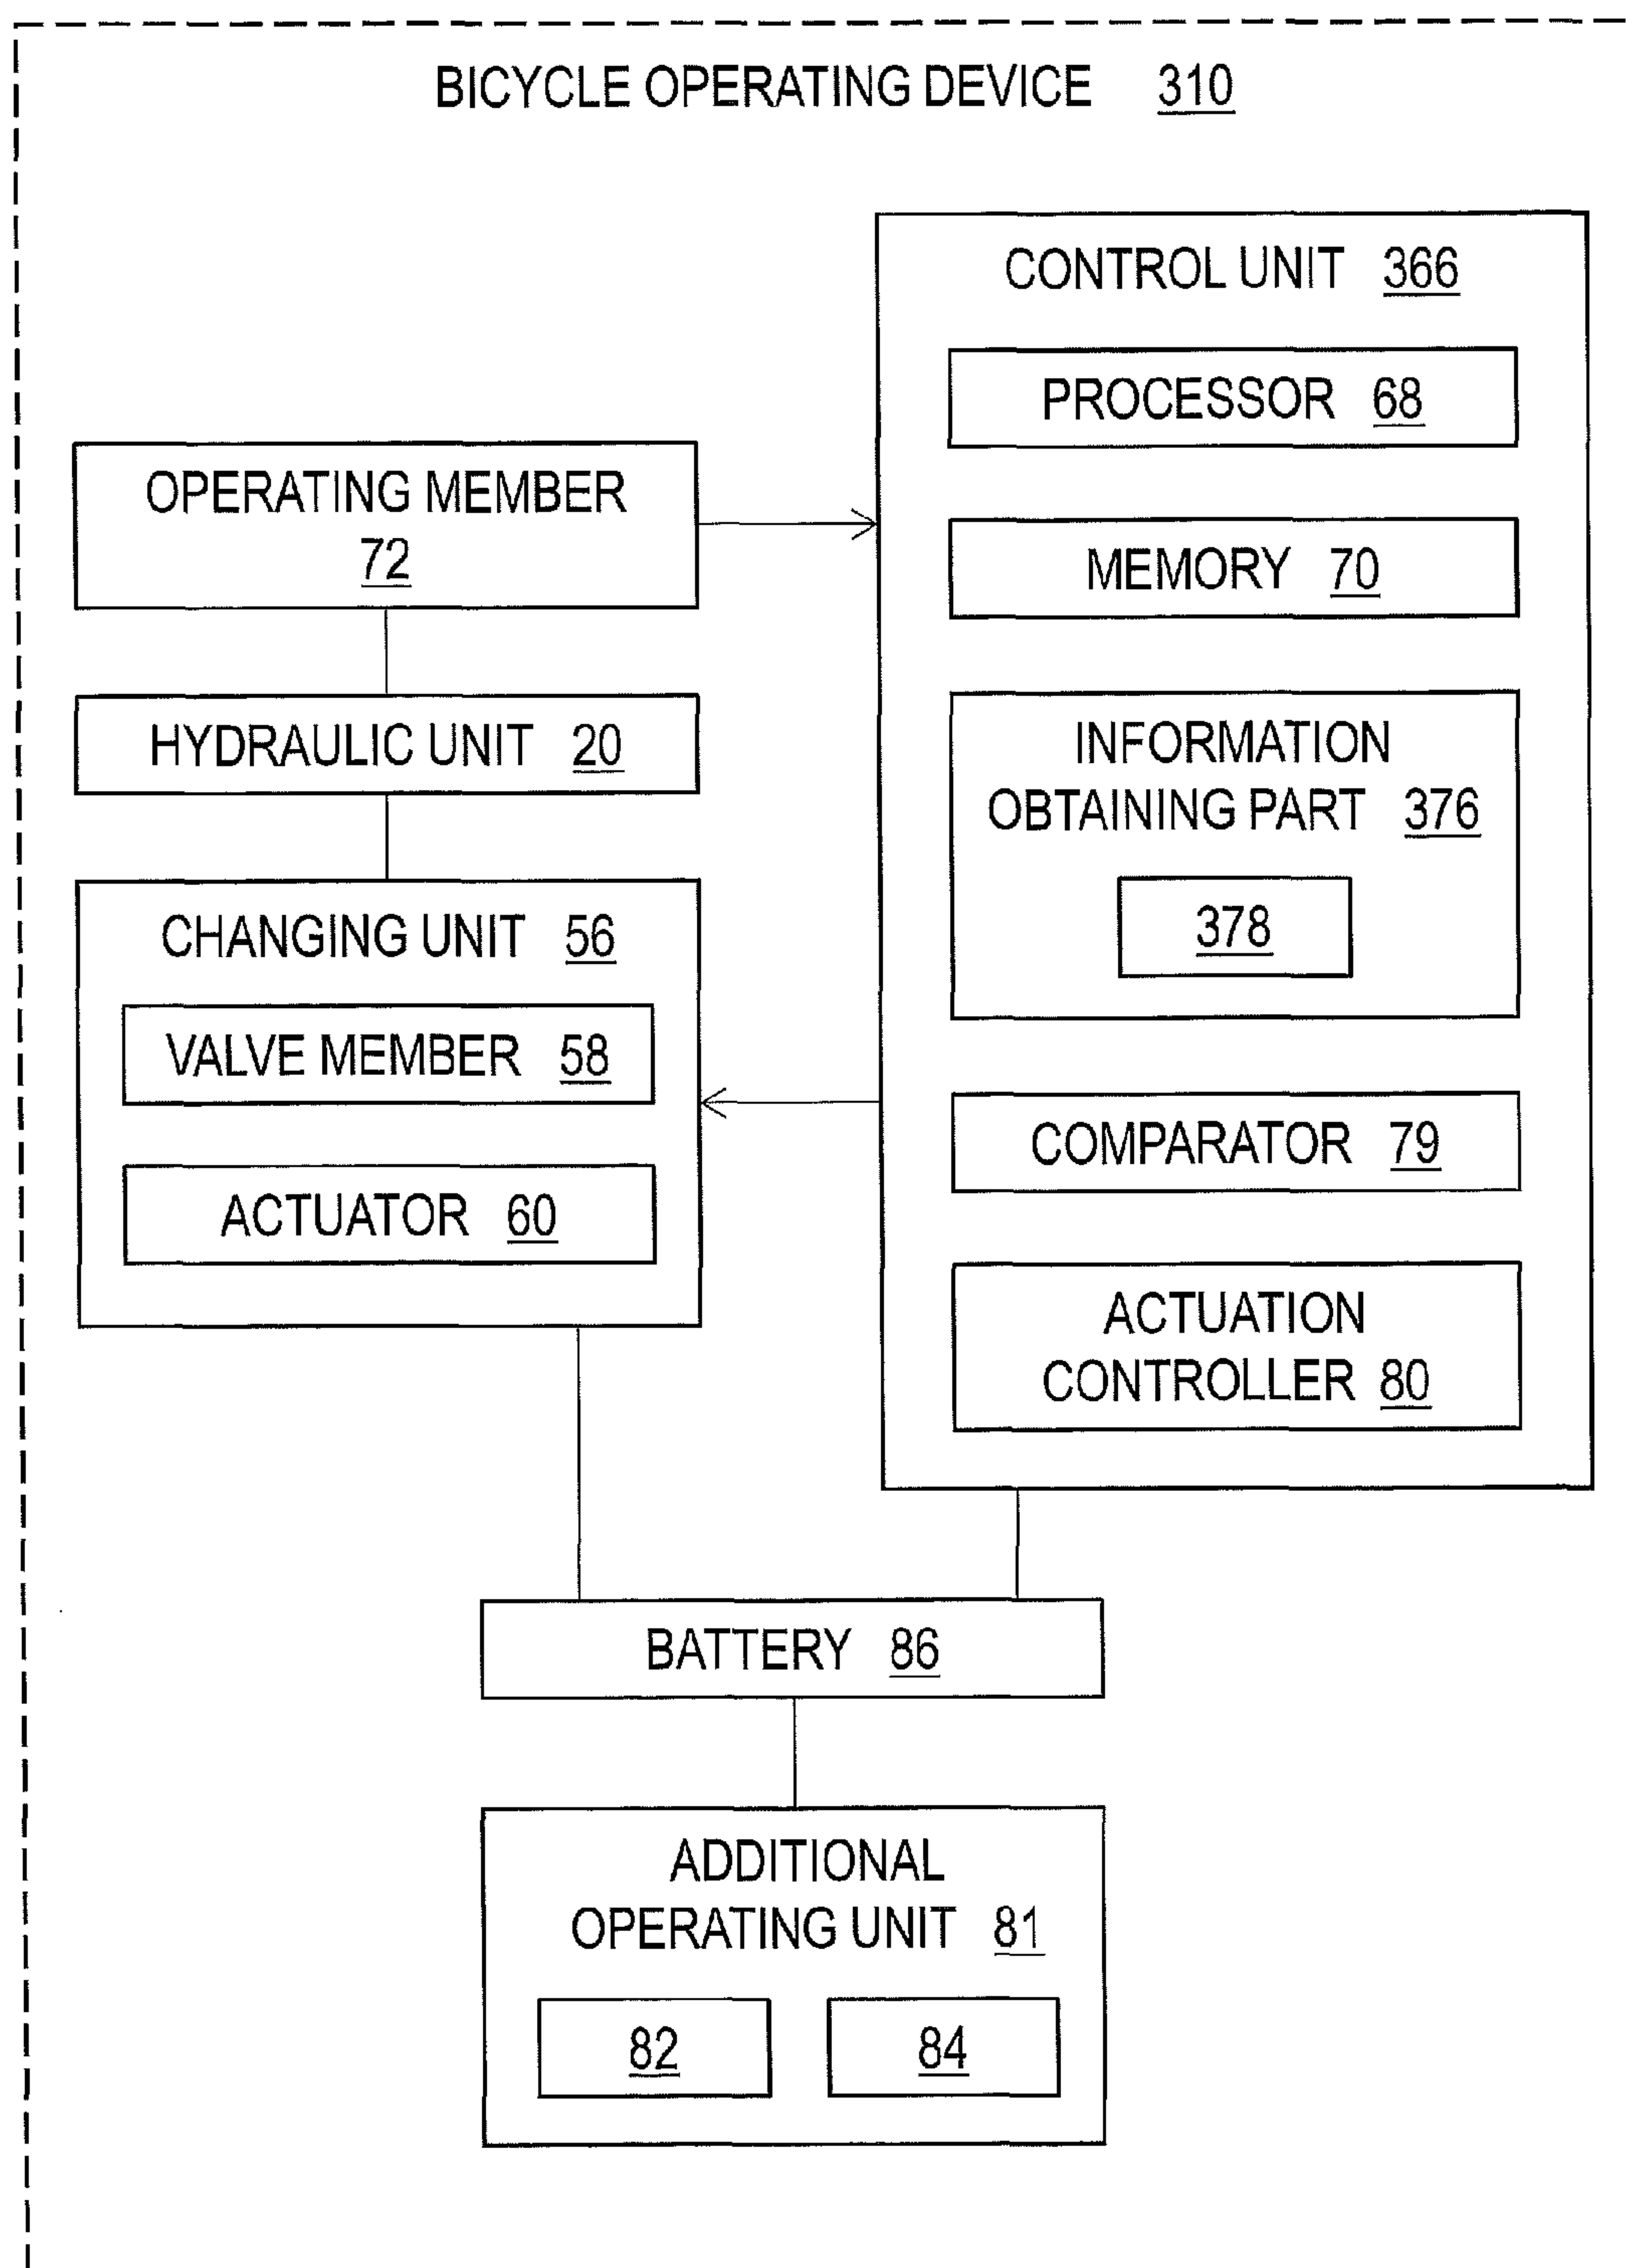 BICYCLE OPERATING DEVICE 310
CONTROL UNIT 366
PROCESSOR 68
MEMORY 70
INFORMATION
OBTAINING PART 376
378
COMPARATOR 79
ACTUATION
CONTROLLER 80
OPERATING MEMBER
72
HYDRAULIC UNIT 20
CHANGING UNIT 56
VALVE MEMBER 58
ACTUATOR 60
BATTERY 86
ADDITIONAL
OPERATING UNIT 81
82
84